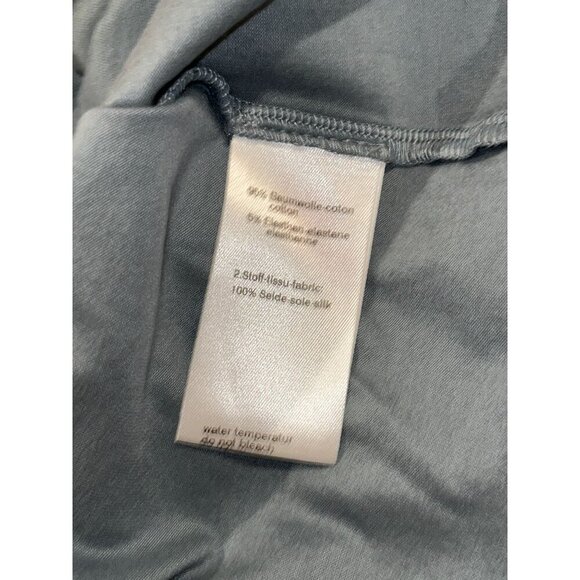 95% Baumwolle-coton
cotton
5% Elasthan-elastane
elasthanne
2.Stoff-tissu-fabric:
100% Seide-soie-silk
water temperatur
do not bleach